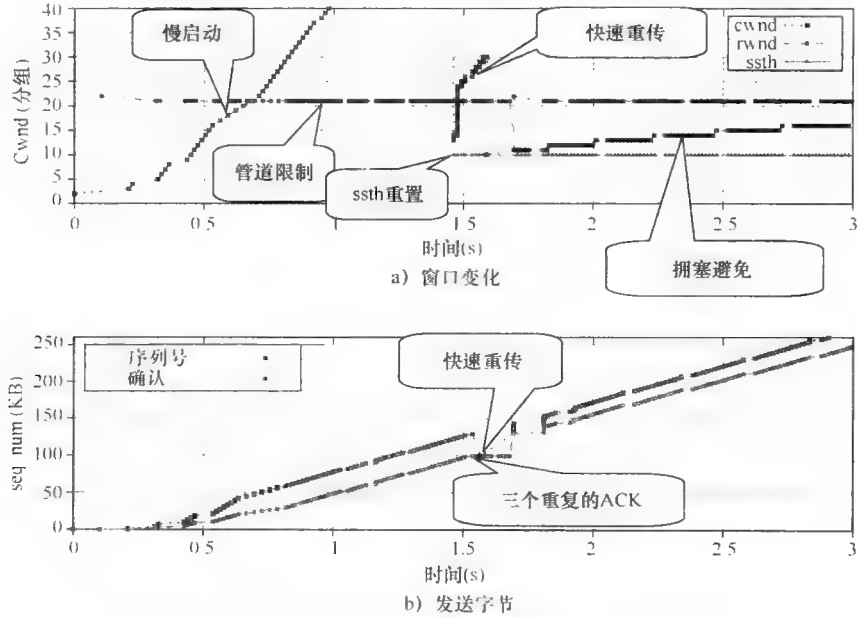 Cwnd (分组)
40
35
30
25
20
15
10
5
0
慢启动
快速重传
cwnd
rwnd
ssth
管道限制
ssth重置
拥塞避免
0
0 5
1
1 5
2
2 5
3
时间(s)
a) 窗口变化
seq num (KB)
250
200
150
100
50
0
序列号
确认
快速重传
三个重复的ACK
0
0 5
1
1.5
2
2 5
3
时间(s)
b) 发送字节